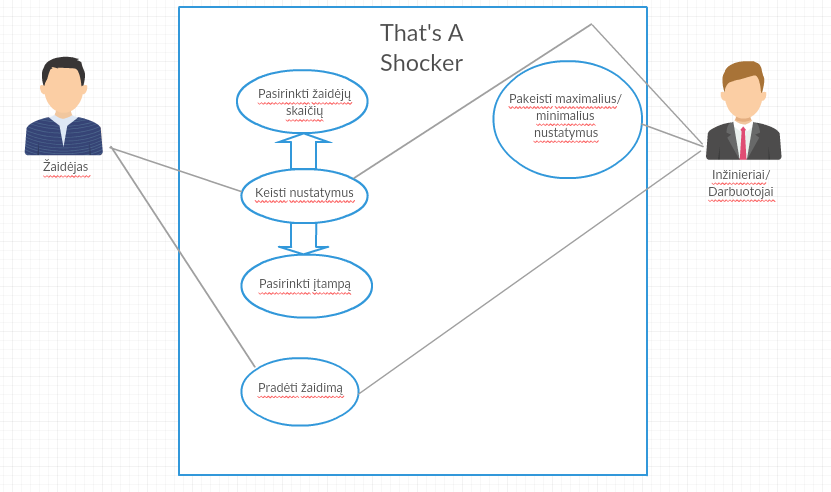 That's A
Shocker
Pasirinkti žaidėjų
skaičių
Pakeisti maximalius/
minimalius
nustatymus
Žaidėjas
Keisti nustatymus
Inžinieriai/
Darbuotojai
Pasirinkti įtampą
Pradėti žaidimą